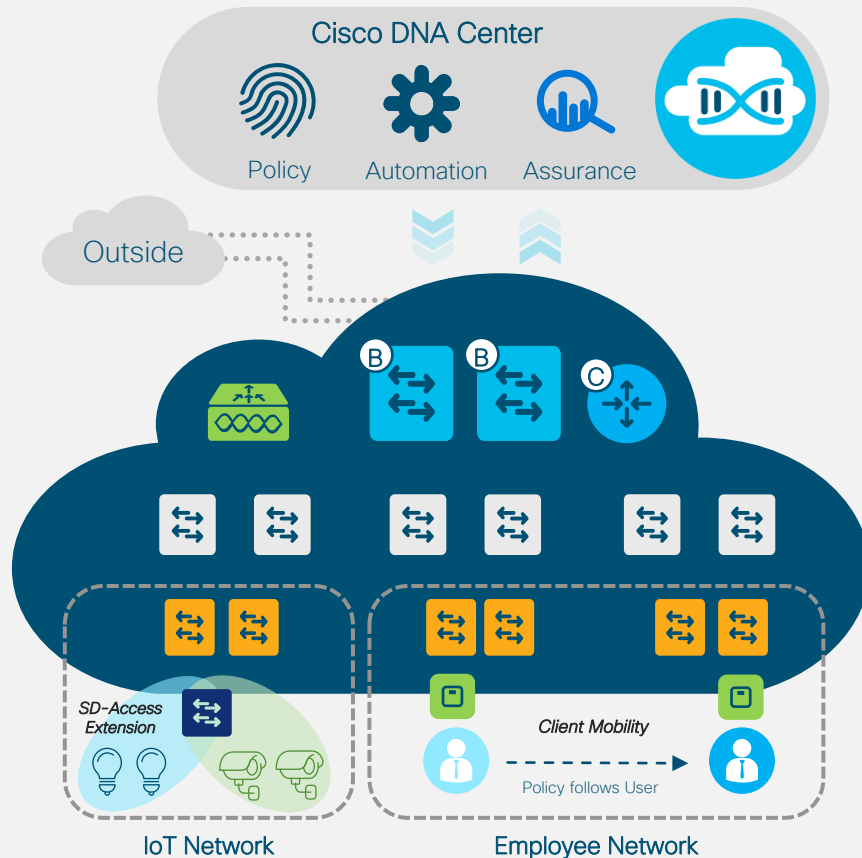 Cisco DNA Center
Policy
Automation
Assurance
Outside
B
B
C
SD-Access
Extension
Client Mobility
Policy follows User
IoT Network
Employee Network